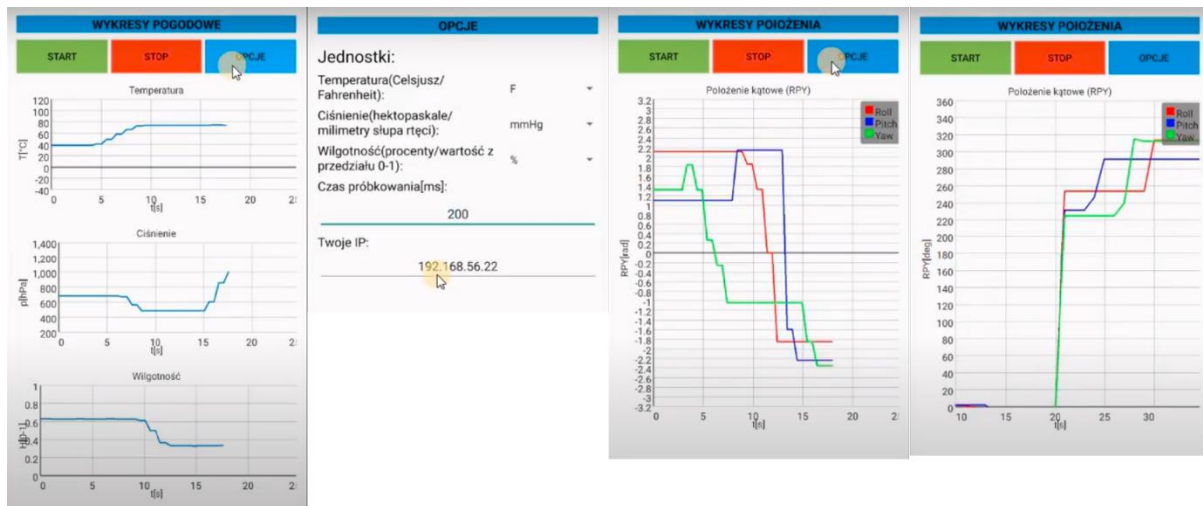 WYKRESY POGODOWE
START STOP OPCJE
Temperatura
120
100
80
60
40
20
0
-20
-40
T[°C]
0 5 10 15 20 2
t[s]
Ciśnienie
1,400
1,200
1,000
800
600
400
200
p[hPa]
0 5 10 15 20 2
t[s]
Wilgotność
1
0.8
0.6
0.4
0.2
0
0 5 10 15 20 2
t[s]
OPCJE
Jednostki:
Temperatura(Celsjusz/
Fahrenheit):
F
Ciśnienie(hektopaskale/
milimetry słupa rtęci):
mmHg
Wilgotność(procenty/wartość z
przedziału 0-1):
%
Czas próbkowania[ms]:
200
Twoje IP:
192.168.56.22
WYKRESY POŁOŻENIA
START STOP OPCJE
Położenie kątowe (RPY)
Roll
Pitch
Yaw
3.2
2.8
2.6
2.4
2.2
2
1.8
1.6
1.4
1.2
1
0.8
0.6
0.4
0.2
0
-0.2
-0.4
-0.6
-0.8
-1
-1.2
-1.4
-1.6
-1.8
-2
-2.2
-2.4
-2.6
-2.8
-3
-3.2
RPY[rad]
0 5 10 15 20 2
t[s]
WYKRESY POŁOŻENIA
START STOP OPCJE
Położenie kątowe (RPY)
Roll
Pitch
Yaw
360
340
320
300
280
260
240
220
200
180
160
140
120
100
80
60
40
20
0
RPY[deg]
10 15 20 25 30
t[s]